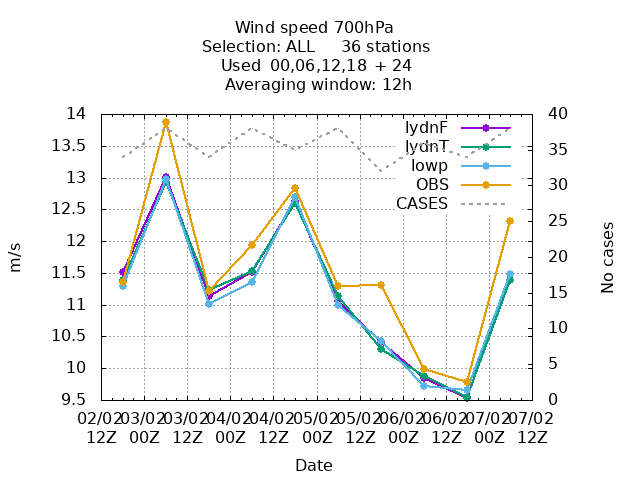 Wind speed 700hPa
Selection: ALL 36 stations
Used 00,06,12,18 + 24
Averaging window: 12h
14 40
13.5 35
13 30
12.5 25
12 20
11.5 15
11 10
10.5 5
10 0
9.5
lydnF
lydnT
lowp
OBS
CASES
m/s
No cases
02/02 03/02 03/02 04/02 04/02 05/02 05/02 06/02 06/02 07/02 07/02
12Z 00Z 12Z 00Z 12Z 00Z 12Z 00Z 12Z 00Z 12Z
Date